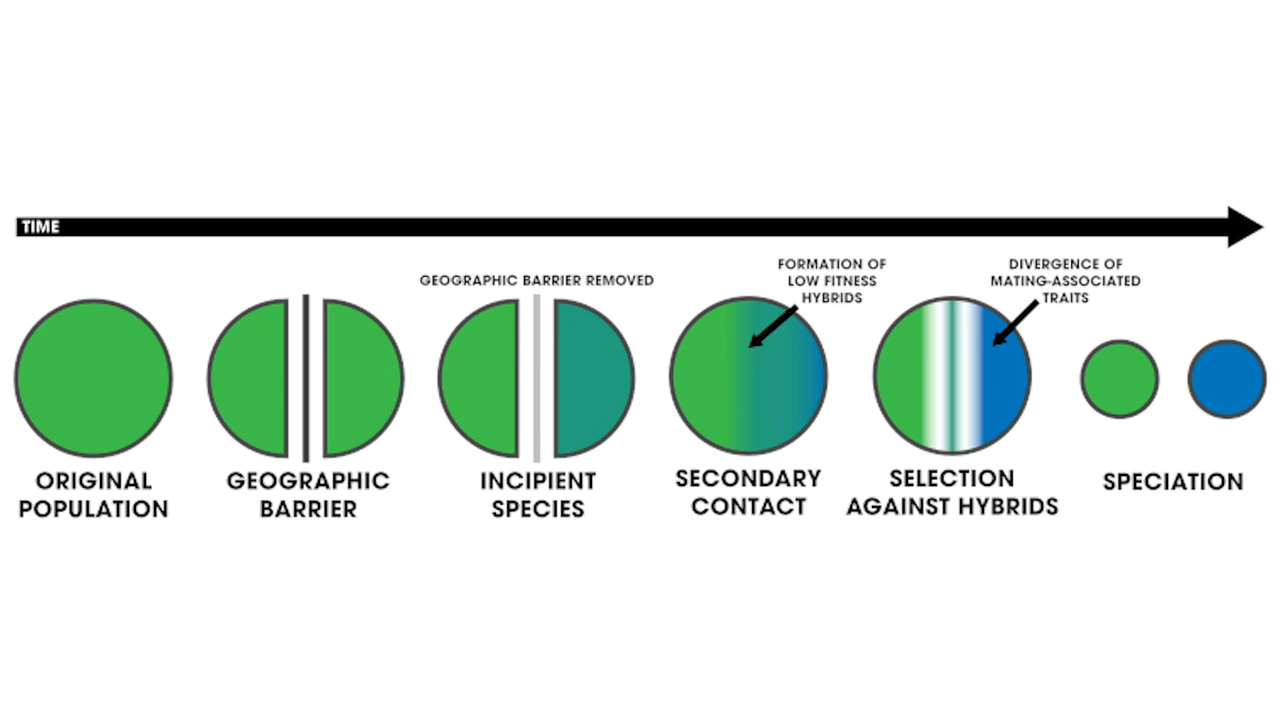 TIME
GEOGRAPHIC BARRIER REMOVED
FORMATION OF
LOW FITNESS
HYBRIDS
DIVERGENCE OF
MATING-ASSOCIATED
TRAITS
ORIGINAL
POPULATION
GEOGRAPHIC
BARRIER
INCIPIENT
SPECIES
SECONDARY
CONTACT
SELECTION
AGAINST HYBRIDS
SPECIATION